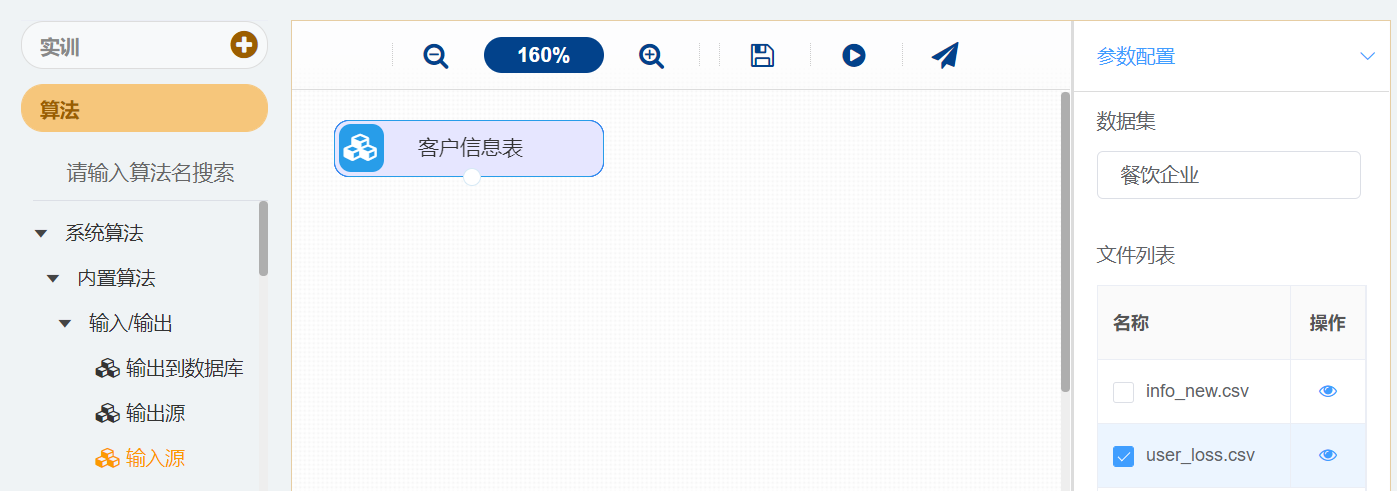 实训
算法
请输入算法名搜索
系统算法
内置算法
输入/输出
输出到数据库
输出源
输入源
160%
客户信息表
参数配置
数据集
餐饮企业
文件列表
名称 操作
info_new.csv
user_loss.csv